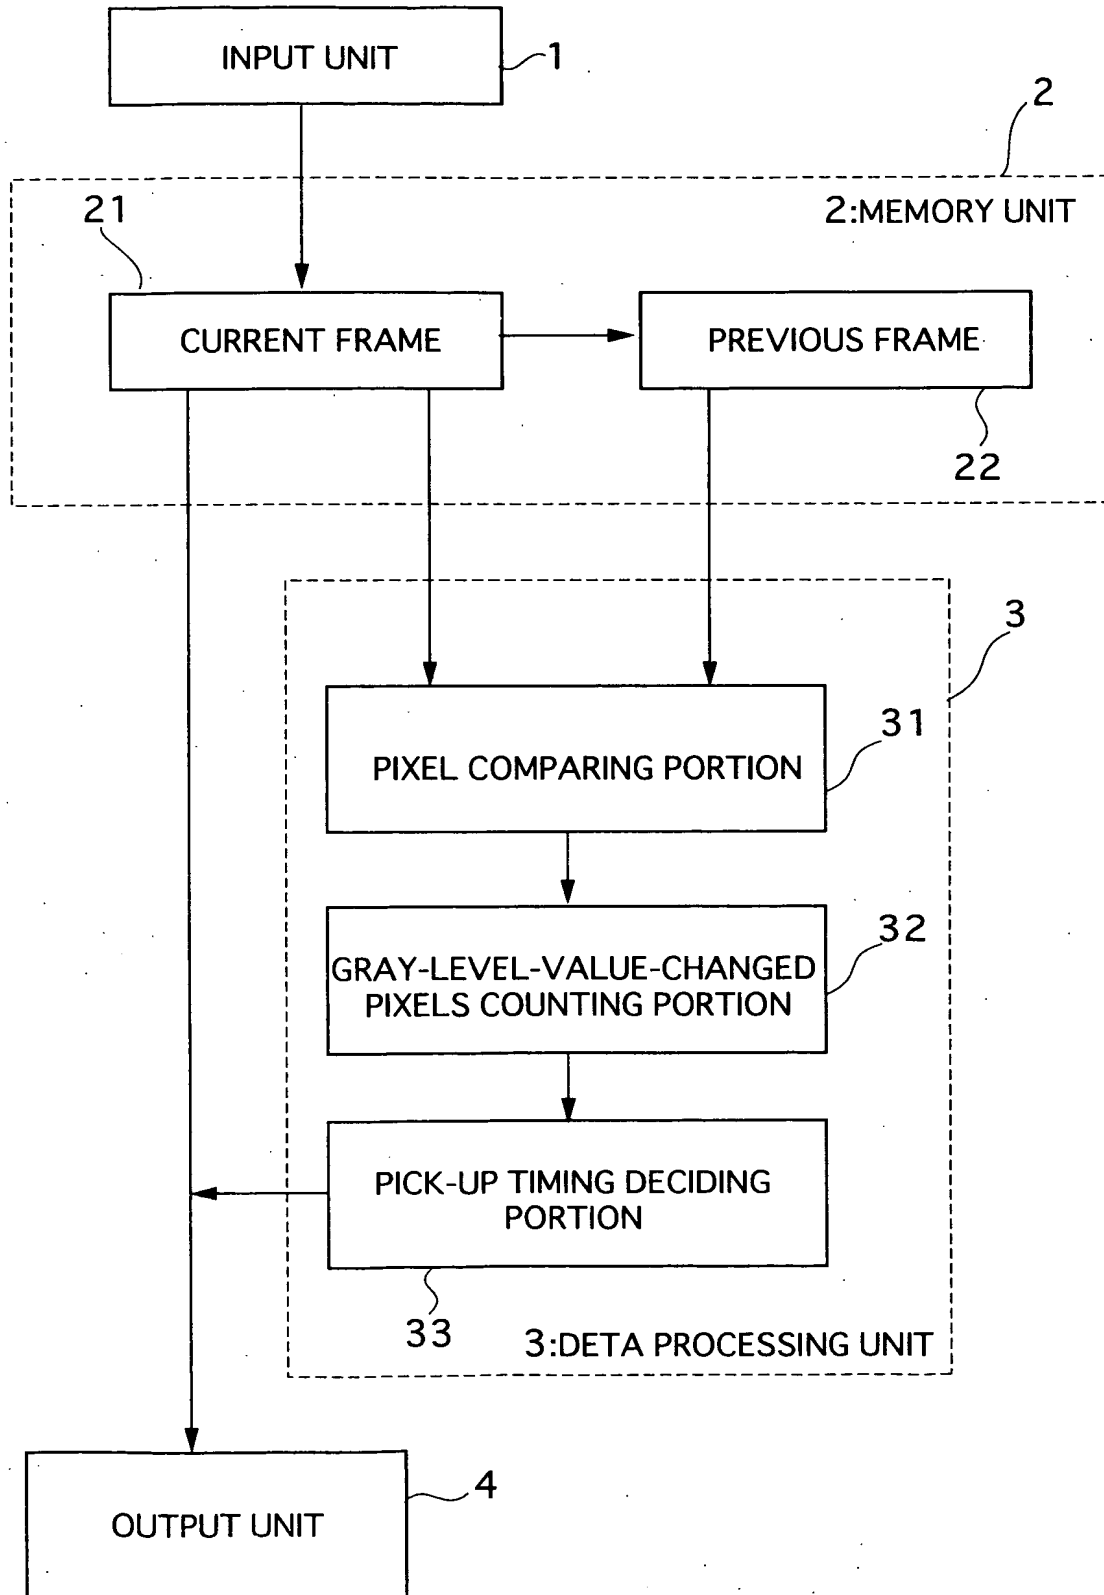 INPUT UNIT
1
2
21
2:MEMORY UNIT
CURRENT FRAME
PREVIOUS FRAME
22
3
31
PIXEL COMPARING PORTION
32
GRAY-LEVEL-VALUE-CHANGED
PIXELS COUNTING PORTION
PICK-UP TIMING DECIDING
PORTION
33
3:DETA PROCESSING UNIT
4
OUTPUT UNIT